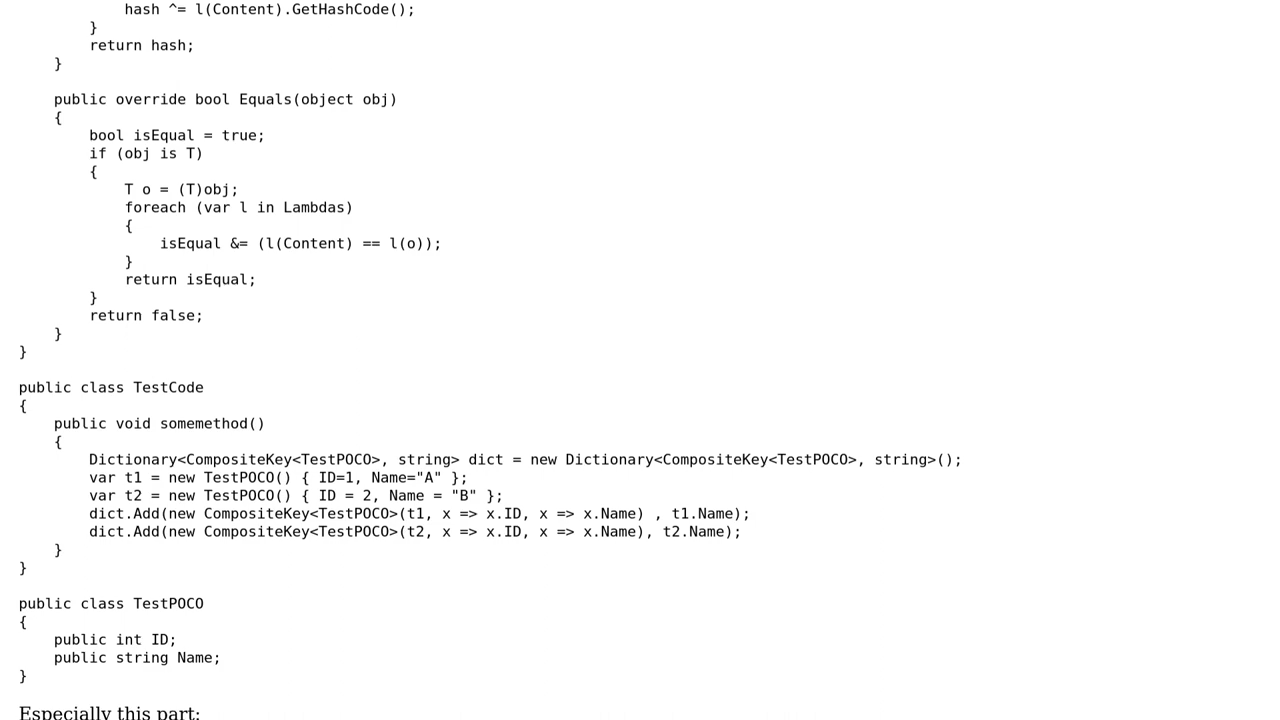 hash ^= l(Content).GetHashCode();
        }
        return hash;
    }

    public override bool Equals(object obj)
    {
        bool isEqual = true;
        if (obj is T)
        {
            T o = (T)obj;
            foreach (var l in Lambdas)
            {
                isEqual &= (l(Content) == l(o));
            }
            return isEqual;
        }
        return false;
    }
}

public class TestCode
{
    public void somemethod()
    {
        Dictionary<CompositeKey<TestPOCO>, string> dict = new Dictionary<CompositeKey<TestPOCO>, string>();
        var t1 = new TestPOCO() { ID=1, Name="A" };
        var t2 = new TestPOCO() { ID = 2, Name = "B" };
        dict.Add(new CompositeKey<TestPOCO>(t1, x => x.ID, x => x.Name) , t1.Name);
        dict.Add(new CompositeKey<TestPOCO>(t2, x => x.ID, x => x.Name), t2.Name);
    }
}

public class TestPOCO
{
    public int ID;
    public string Name;
}

Especially this part: